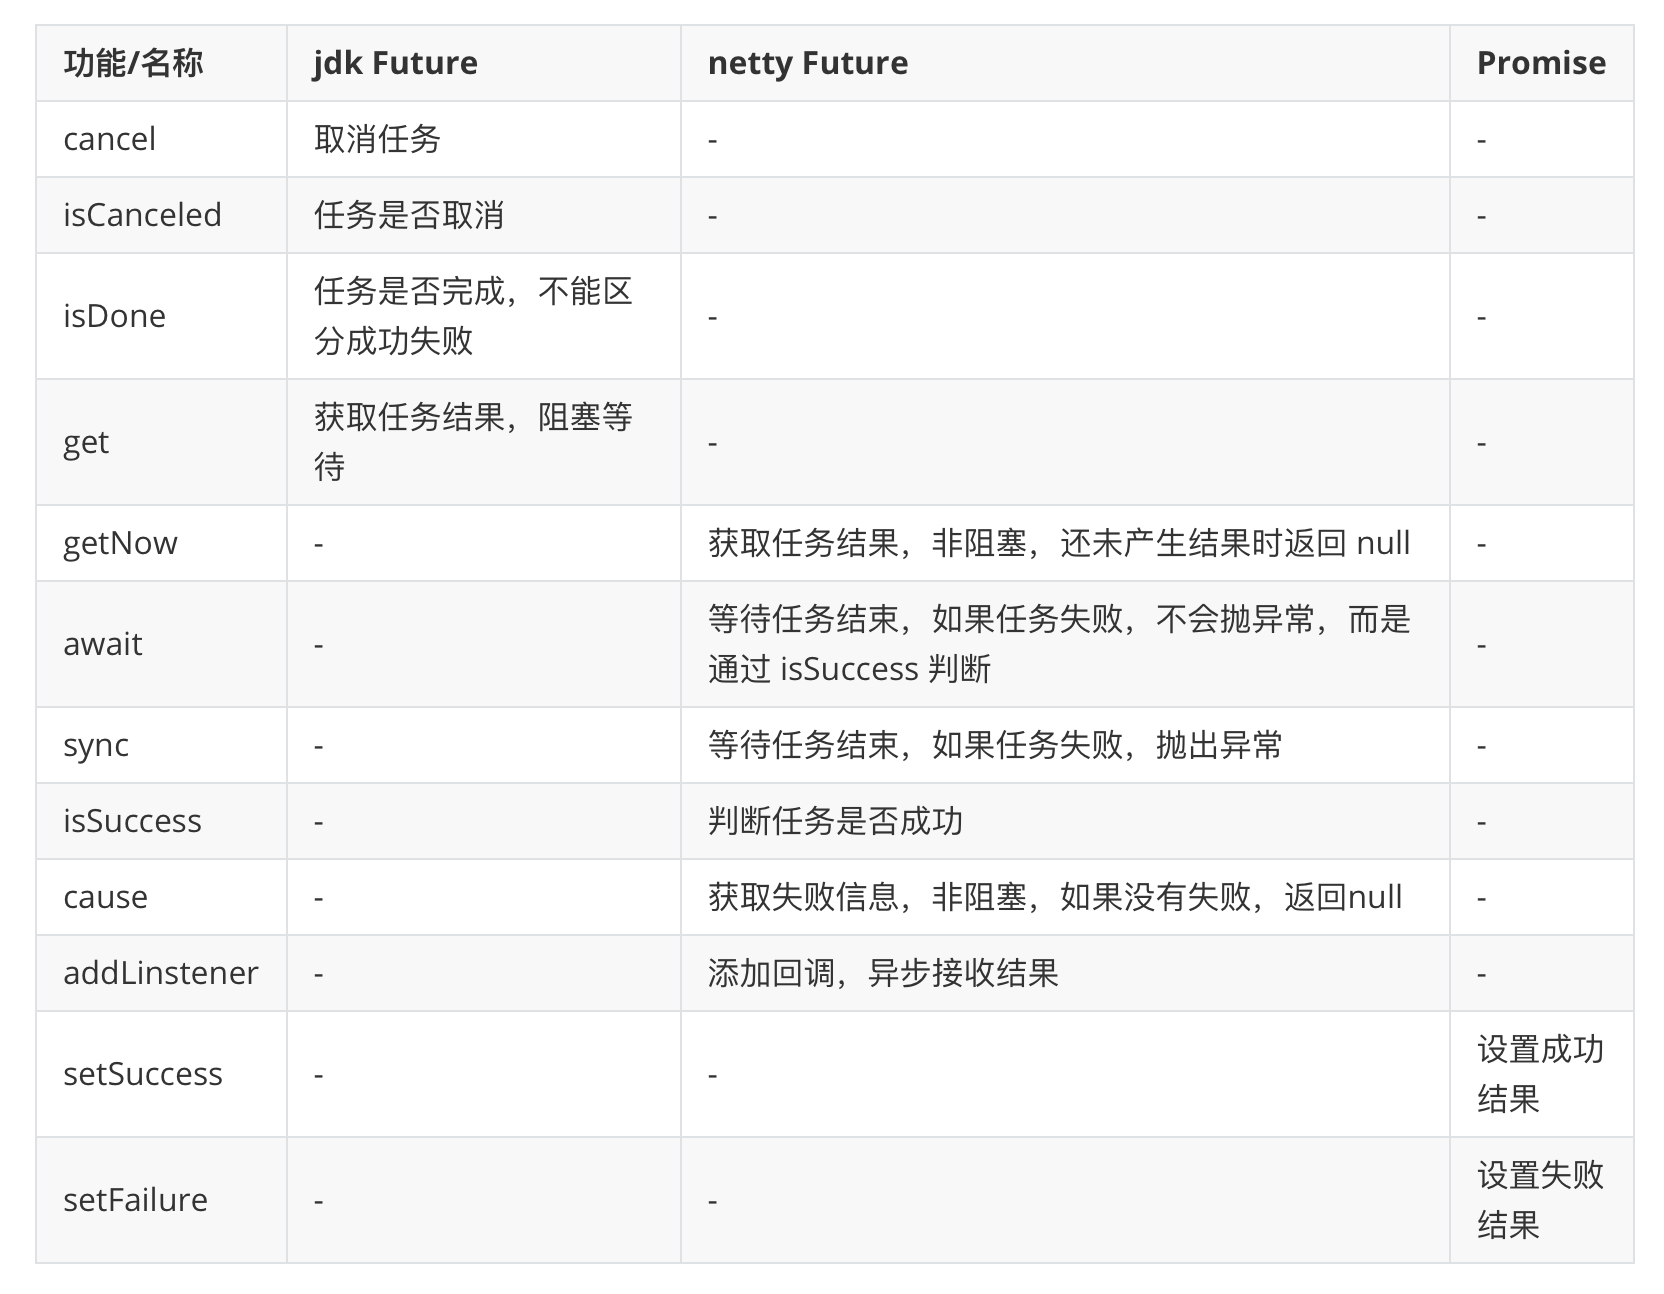 功能/名称 jdk Future netty Future Promise
cancel 取消任务 - -
isCanceled 任务是否取消 - -
isDone 任务是否完成，不能区
分成功失败 - -
get 获取任务结果，阻塞等
待 - -
getNow - 获取任务结果，非阻塞，还未产生结果时返回 null -
await - 等待任务结束，如果任务失败，不会抛异常，而是
通过 isSuccess 判断 -
sync - 等待任务结束，如果任务失败，抛出异常 -
isSuccess - 判断任务是否成功 -
cause - 获取失败信息，非阻塞，如果没有失败，返回null -
addLinstener - 添加回调，异步接收结果 -
setSuccess - - 设置成功
结果
setFailure - - 设置失败
结果